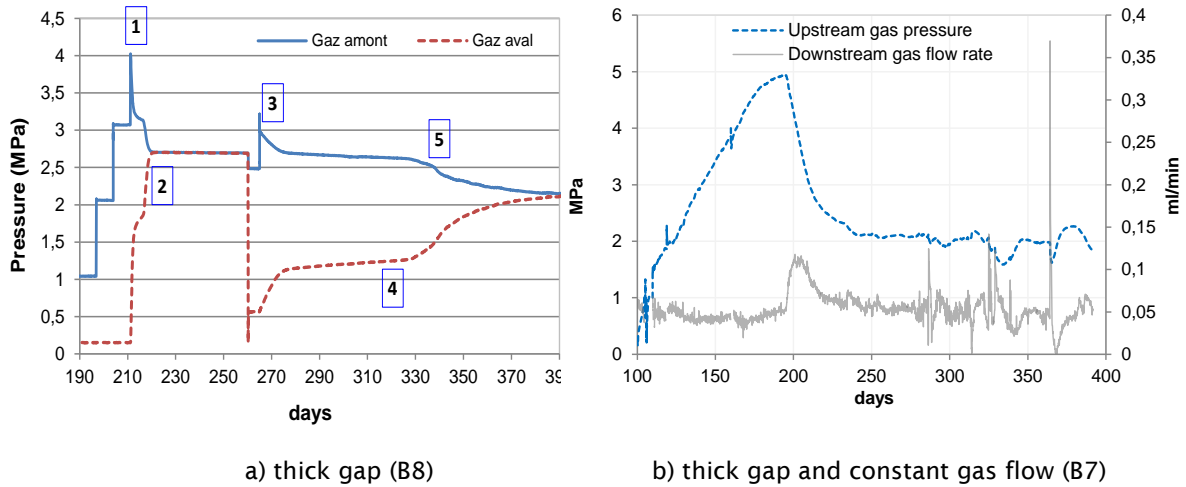 4,5
4
3,5
3
2,5
2
1,5
1
0,5
0
Pressure (MPa)
1
2
3
4
5
Gaz amont
Gaz aval
190 210 230 250 270 290 310 330 350 370 39
days
a) thick gap (B8)
6
5
4
3
2
1
0
MPa
Upstream gas pressure
Downstream gas flow rate
0,4
0,35
0,3
0,25
0,2
0,15
0,1
0,05
0
ml/min
100 150 200 250 300 350 400
days
b) thick gap and constant gas flow (B7)